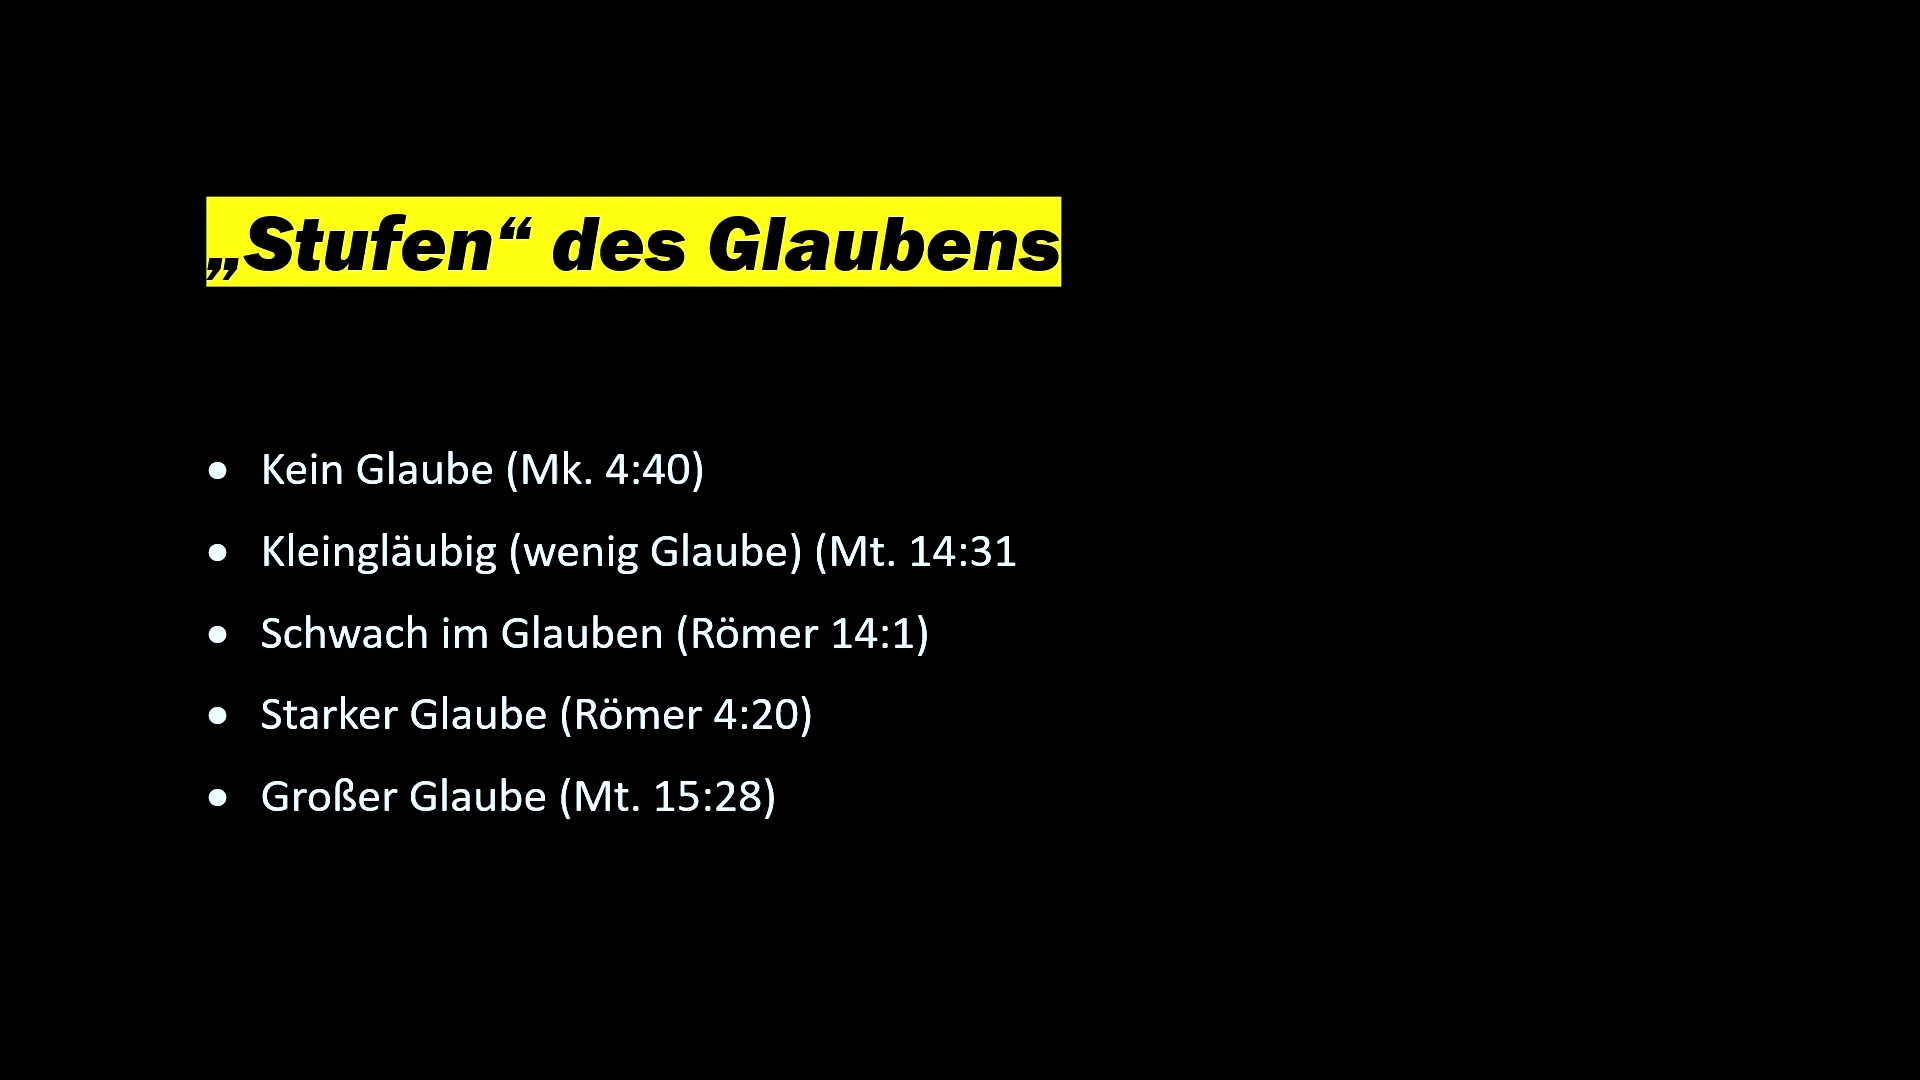 „Stufen“ des Glaubens
• Kein Glaube (Mk. 4:40)
• Kleingläubig (wenig Glaube) (Mt. 14:31
• Schwach im Glauben (Römer 14:1)
• Starker Glaube (Römer 4:20)
• Großer Glaube (Mt. 15:28)